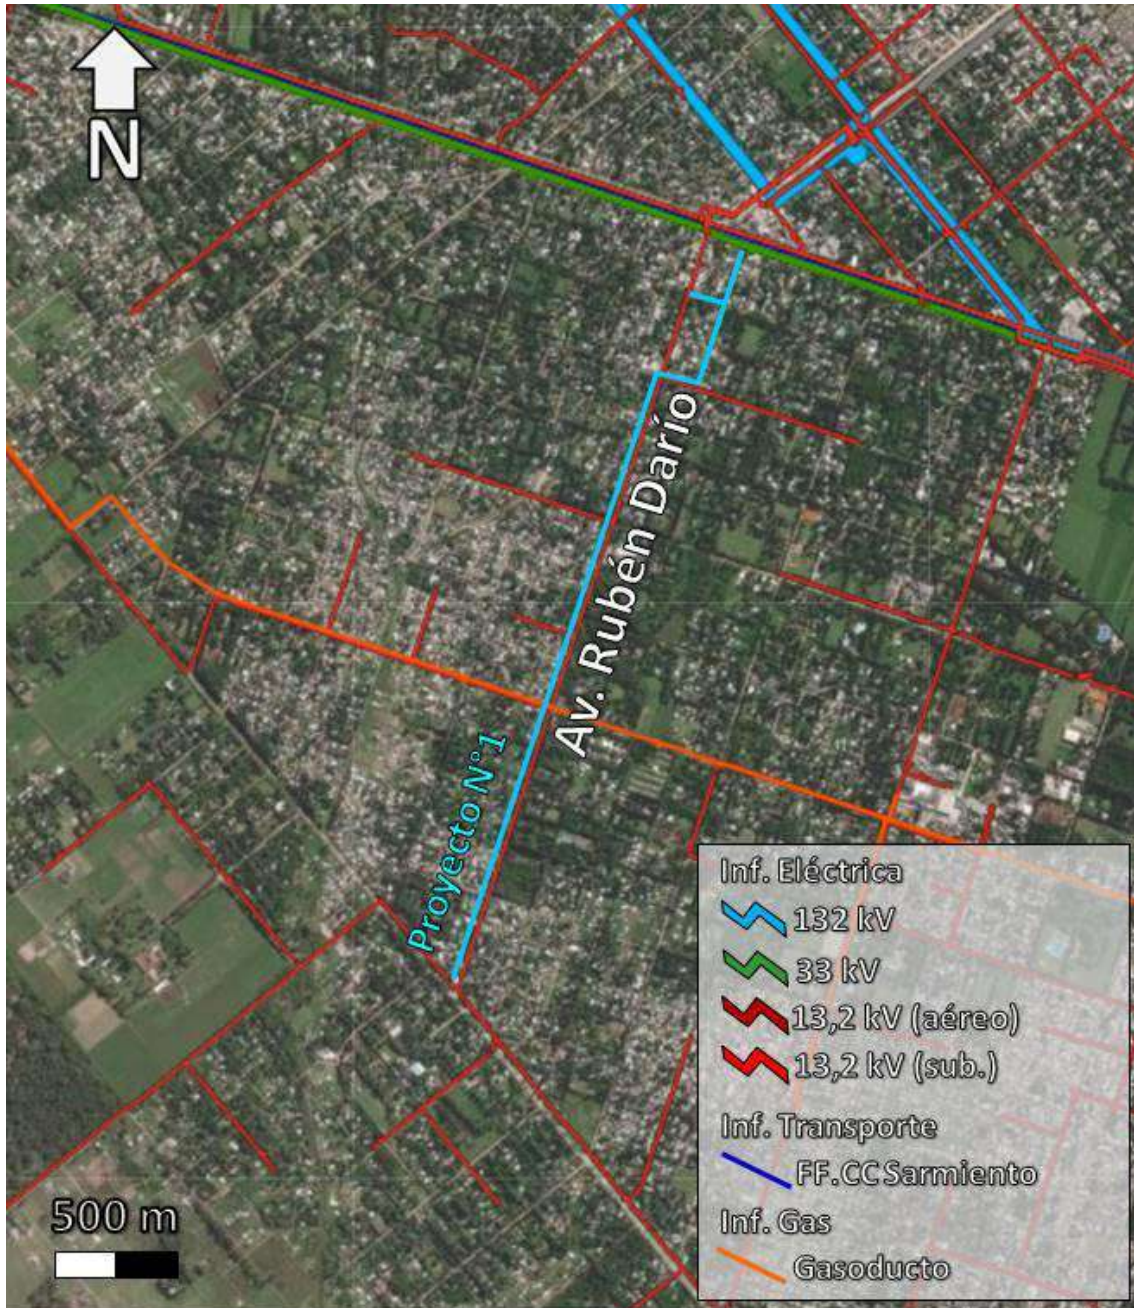 N
Av. Rubén Darío
Proyecto N°1
Inf. Eléctrica
132 kV
33 kV
13,2 kV (aéreo)
13,2 kV (sub.)
Inf. Transporte
FF.CC Sarmiento
Inf. Gas
Gasoducto
500 m